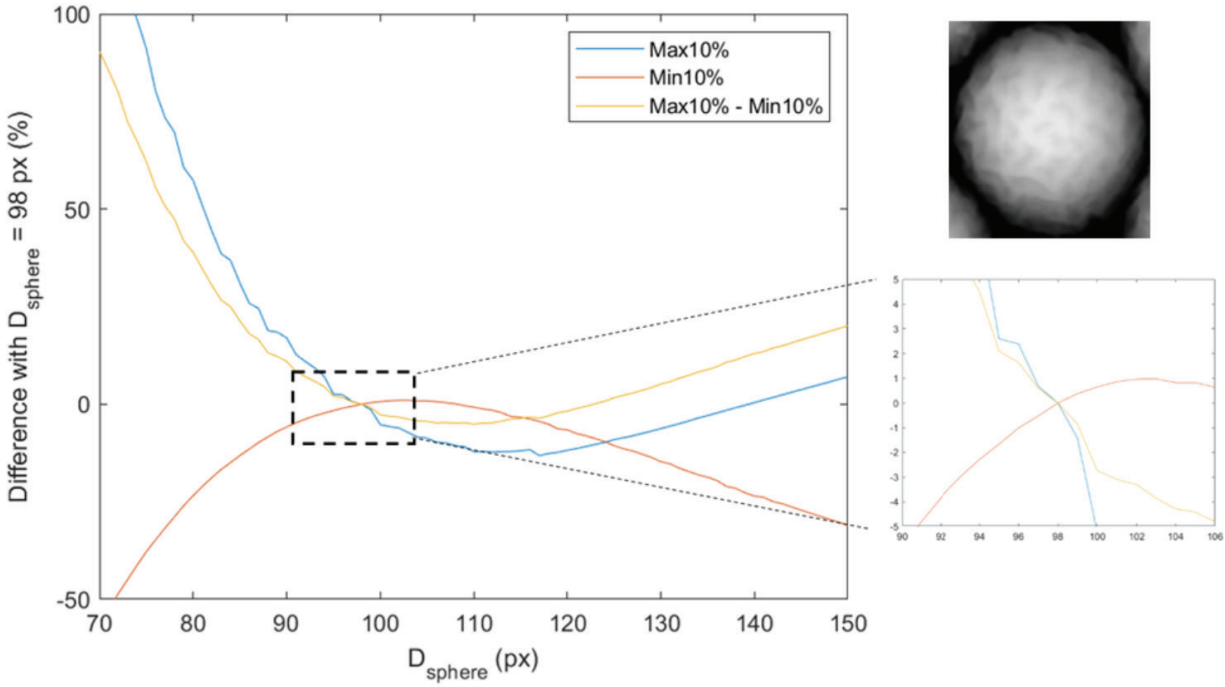 Difference with D_sphere = 98 px (%)
100
50
0
-50
70 80 90 100 110 120 130 140 150
D_sphere (px)
Max10%
Min10%
Max10% - Min10%
5
4
3
2
1
0
-1
-2
-3
-4
-5
90 92 94 96 98 100 102 104 106